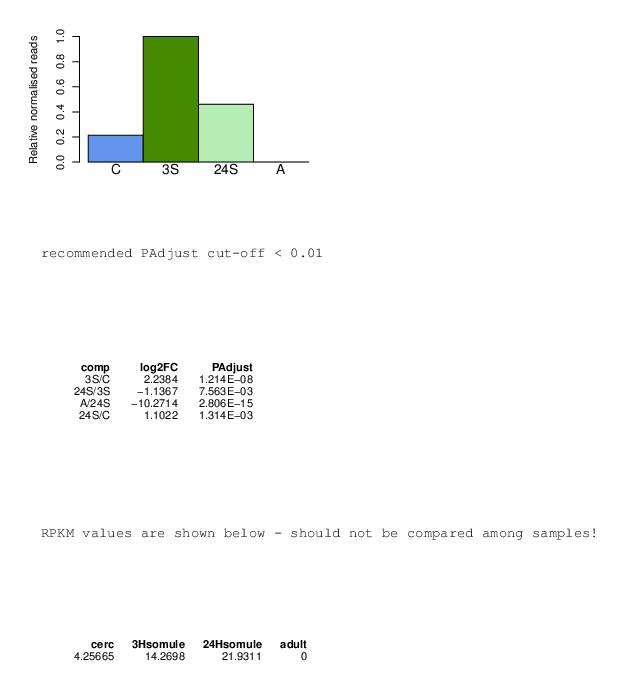 Relative normalised reads
1.0
0.8
0.6
0.4
0.2
0.0
C 3S 24S A
recommended PAdjust cut-off < 0.01
comp log2FC PAdjust
3S/C 2.2384 1.214E−08
24S/3S −1.1367 7.563E−03
A/24S −10.2714 2.806E−15
24S/C 1.1022 1.314E−03
RPKM values are shown below - should not be compared among samples!
cerc 3Hsomule 24Hsomule adult
4.25665 14.2698 21.9311 0